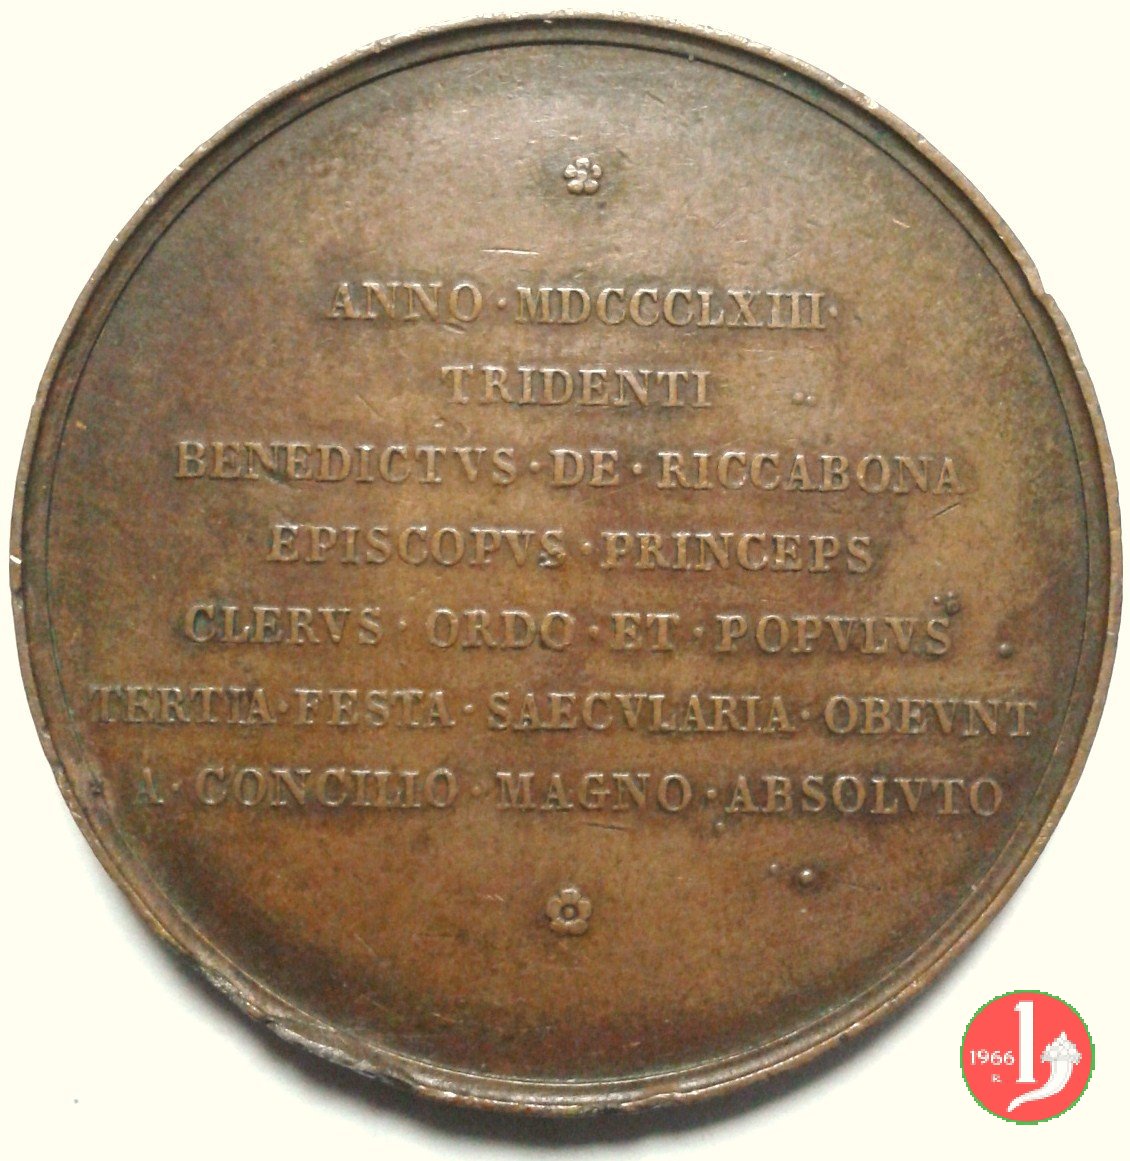 ANNO · MDCCCLXIII ·
TRIDENTI
BENEDICTVS · DE · RICCABONA
EPISCOPVS · PRINCEPS
CLERVS · ORDO · ET · POPVLVS
TERTIA · FESTA · SAECVLARIA · OBEVNT
A · CONCILIO · MAGNO · ABSOLVTO
1966
R.